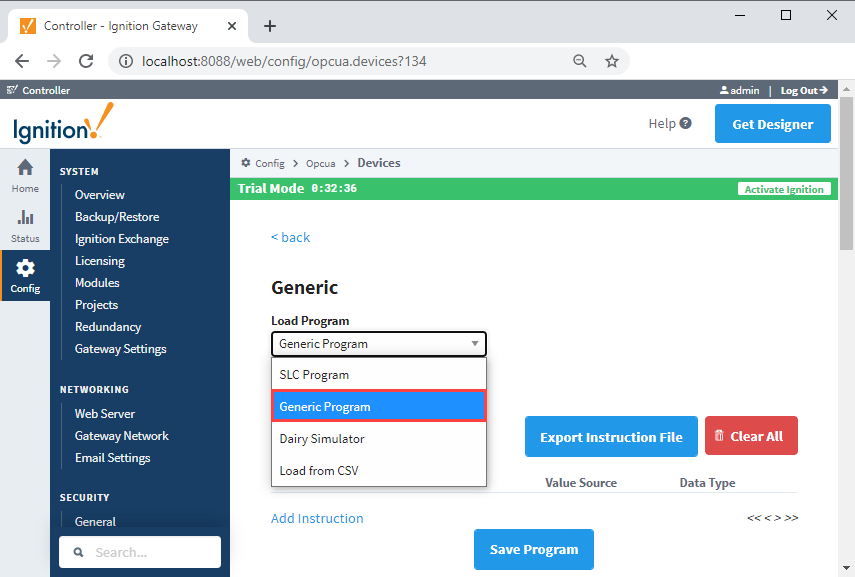 Controller - Ignition Gateway
localhost:8088/web/config/opcua.devices?134
Controller
admin | Log Out
Ignition!
Help ?
Get Designer
Home
Status
Config
SYSTEM
Overview
Backup/Restore
Ignition Exchange
Licensing
Modules
Projects
Redundancy
Gateway Settings
NETWORKING
Web Server
Gateway Network
Email Settings
SECURITY
General
Search...
Config > Opcua > Devices
Trial Mode 0:32:36
Activate Ignition
< back
Generic
Load Program
Generic Program
SLC Program
Generic Program
Dairy Simulator
Load from CSV
Export Instruction File
Clear All
Value Source Data Type
Add Instruction
<< < > >>
Save Program